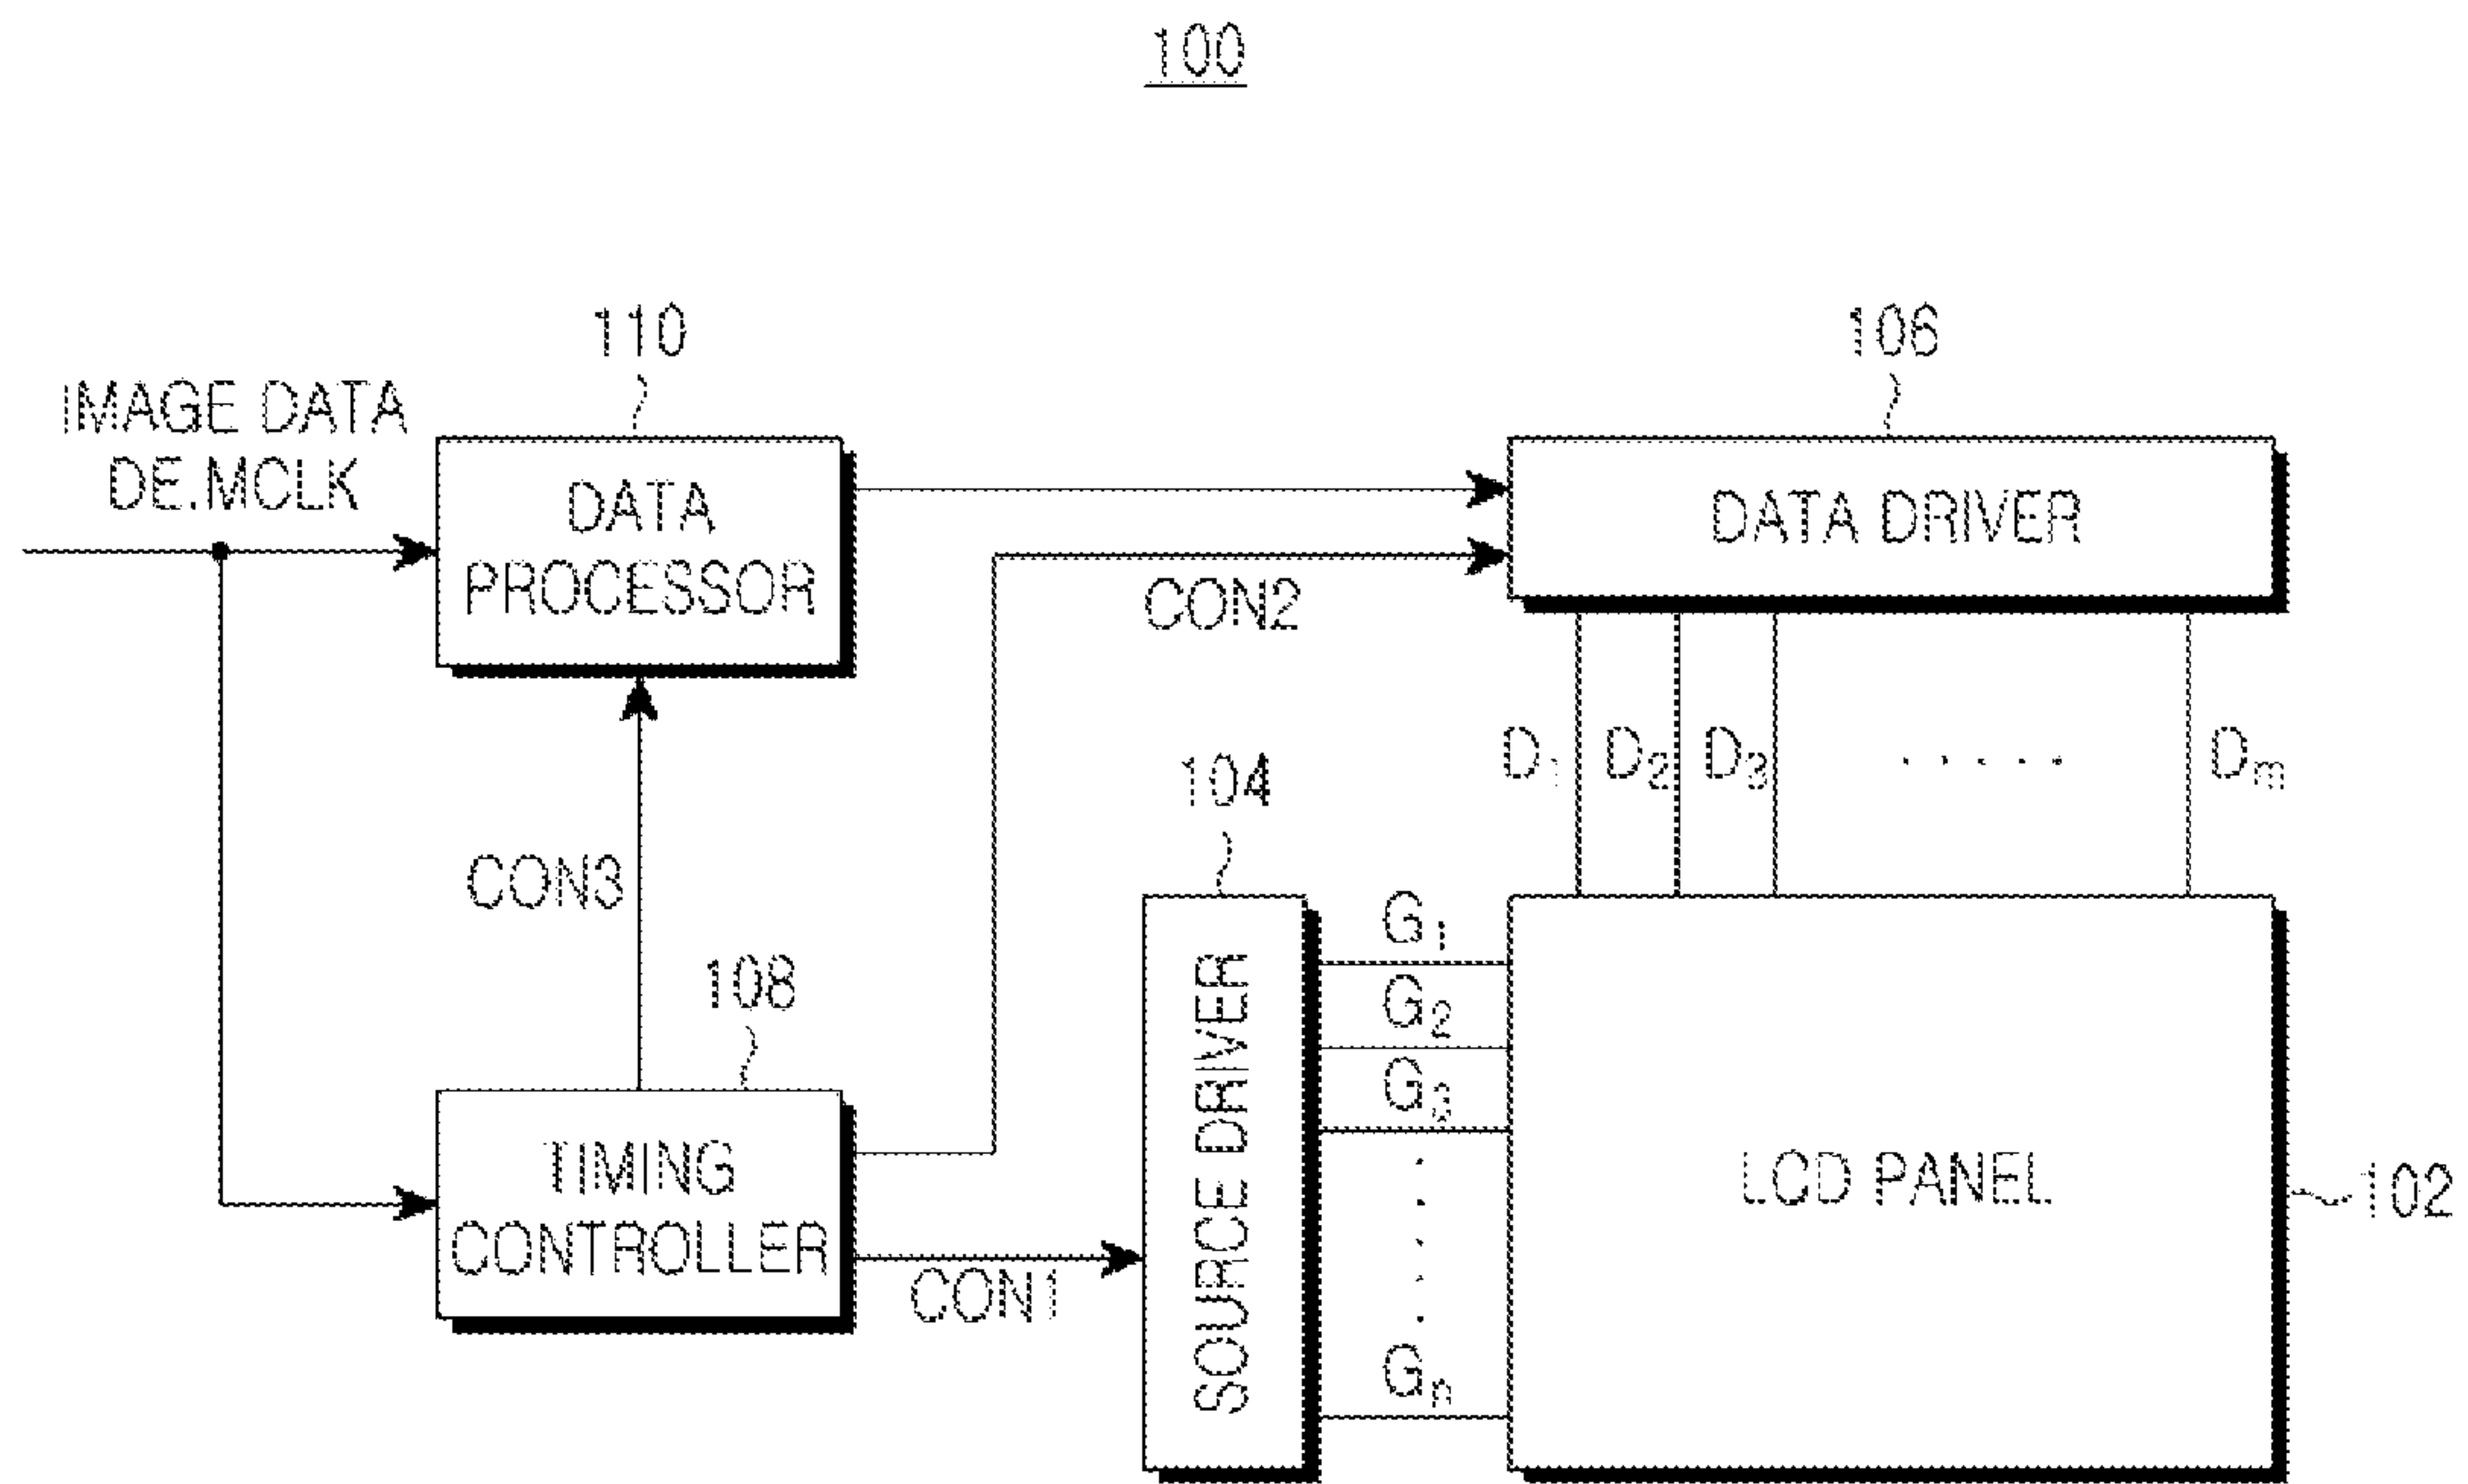 100
110
106
IMAGE DATA
DE.MCLK
DATA
PROCESSOR
DATA DRIVER
CON2
D1 D2 D3 ..... Dm
104
CON3
G1
108
G2
G3
SOURCE DRIVER
TIMING
CONTROLLER
LCD PANEL
102
CON1
Gn